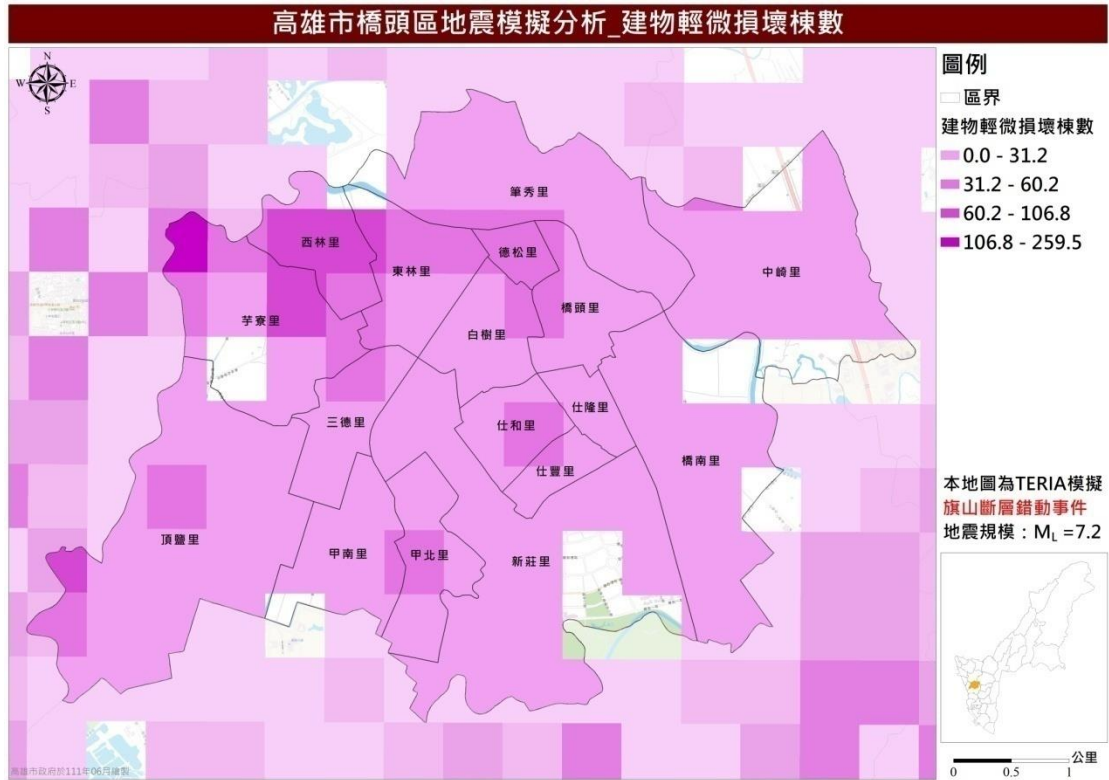 高雄市橋頭區地震模擬分析_建物輕微損壞棟數
N
W
E
S
圖例
區界
建物輕微損壞棟數
0.0 - 31.2
31.2 - 60.2
60.2 - 106.8
106.8 - 259.5
筆秀里
西林里
德松里
東林里
中崎里
橋頭里
芋寮里
白樹里
仕隆里
三德里
仕和里
橋南里
仕豐里
頂鹽里
甲南里
甲北里
新莊里
本地圖為TERIA模擬
旗山斷層錯動事件
地震規模：ML =7.2
公里
0 0.5 1
高雄市政府於111年06月繪製